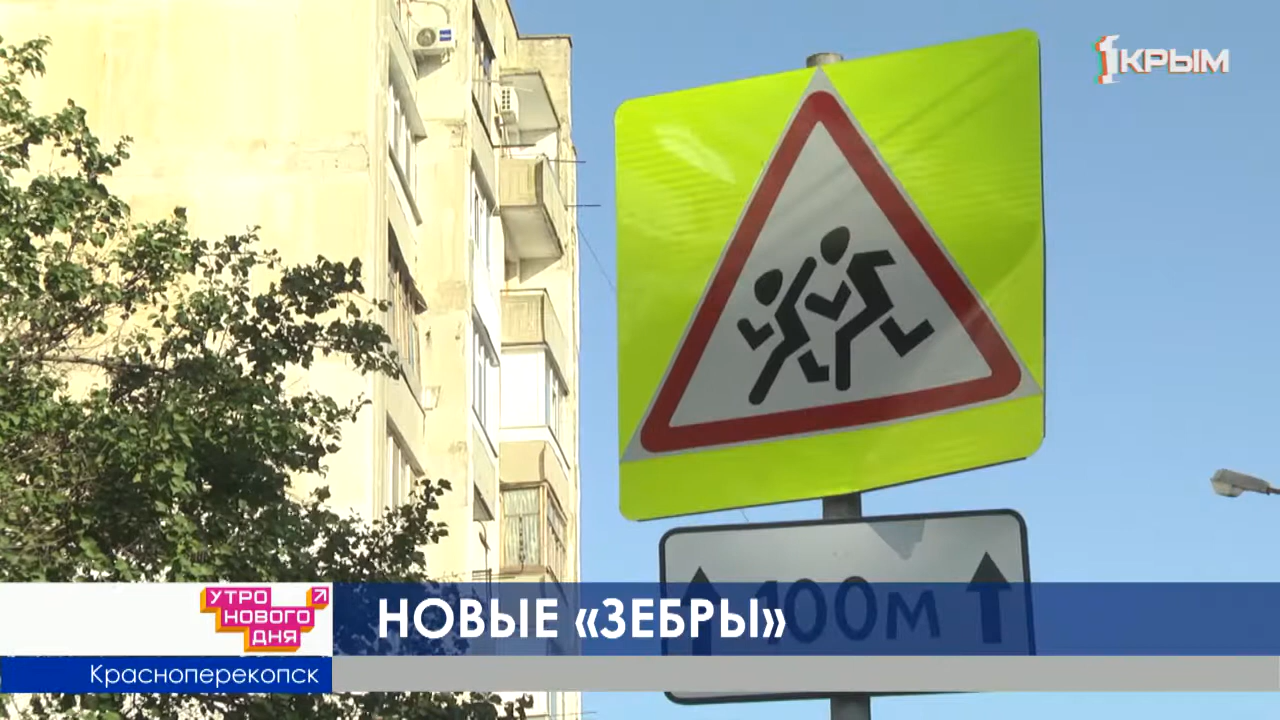 1КРЫМ
100м
УТРО
НОВОГО
ДНЯ
НОВЫЕ «ЗЕБРЫ»
Красноперекопск